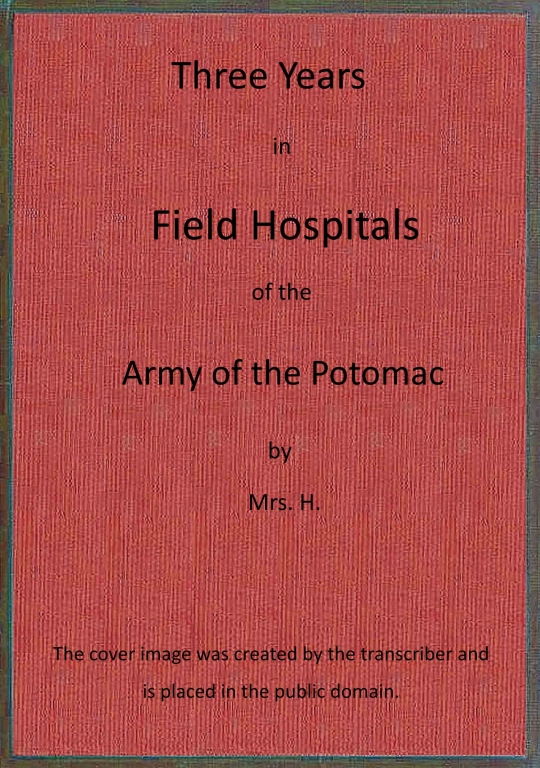 Three Years
in
Field Hospitals
of the
Army of the Potomac
by
Mrs. H.
The cover image was created by the transcriber and
is placed in the public domain.